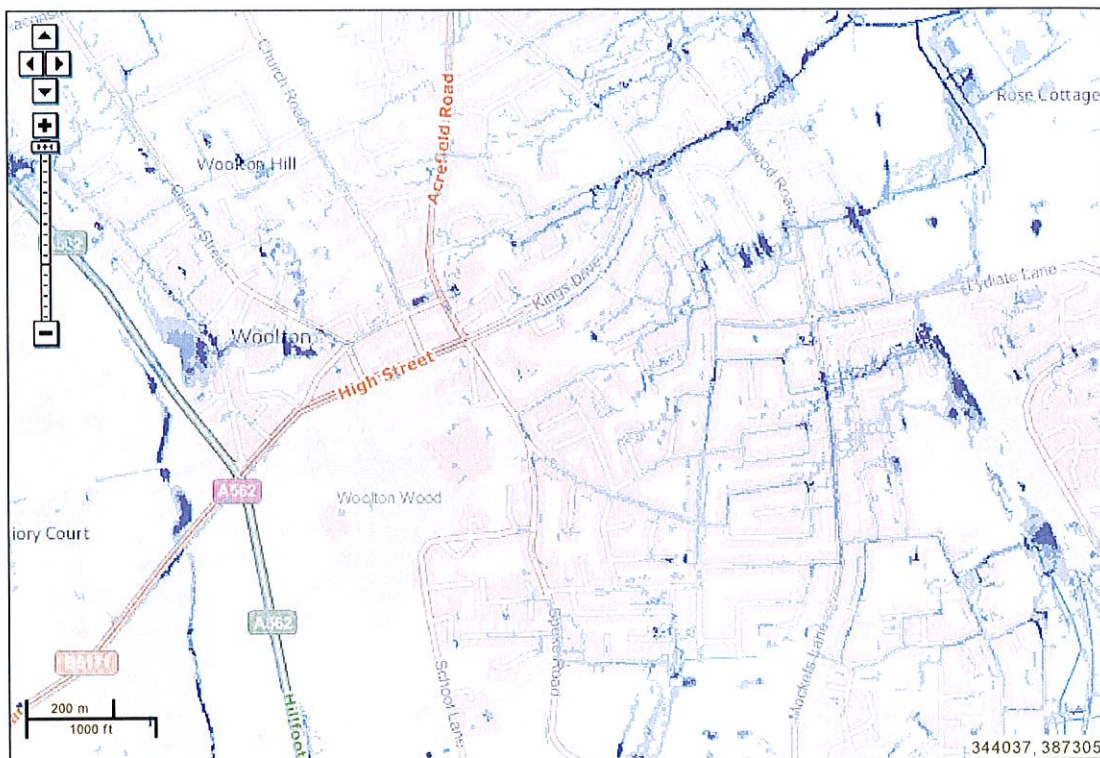 Church Road
Acrefield Road
Rose Cottage
Woolton Hill
Quarry Street
Kings Drive
Lydiate Lane
Woolton
High Street
A562
Woolton Wood
iory Court
A562
B5171
Speke Road
School Lane
Mackets Lane
Hillfoot
200 m
1000 ft
344037, 387305